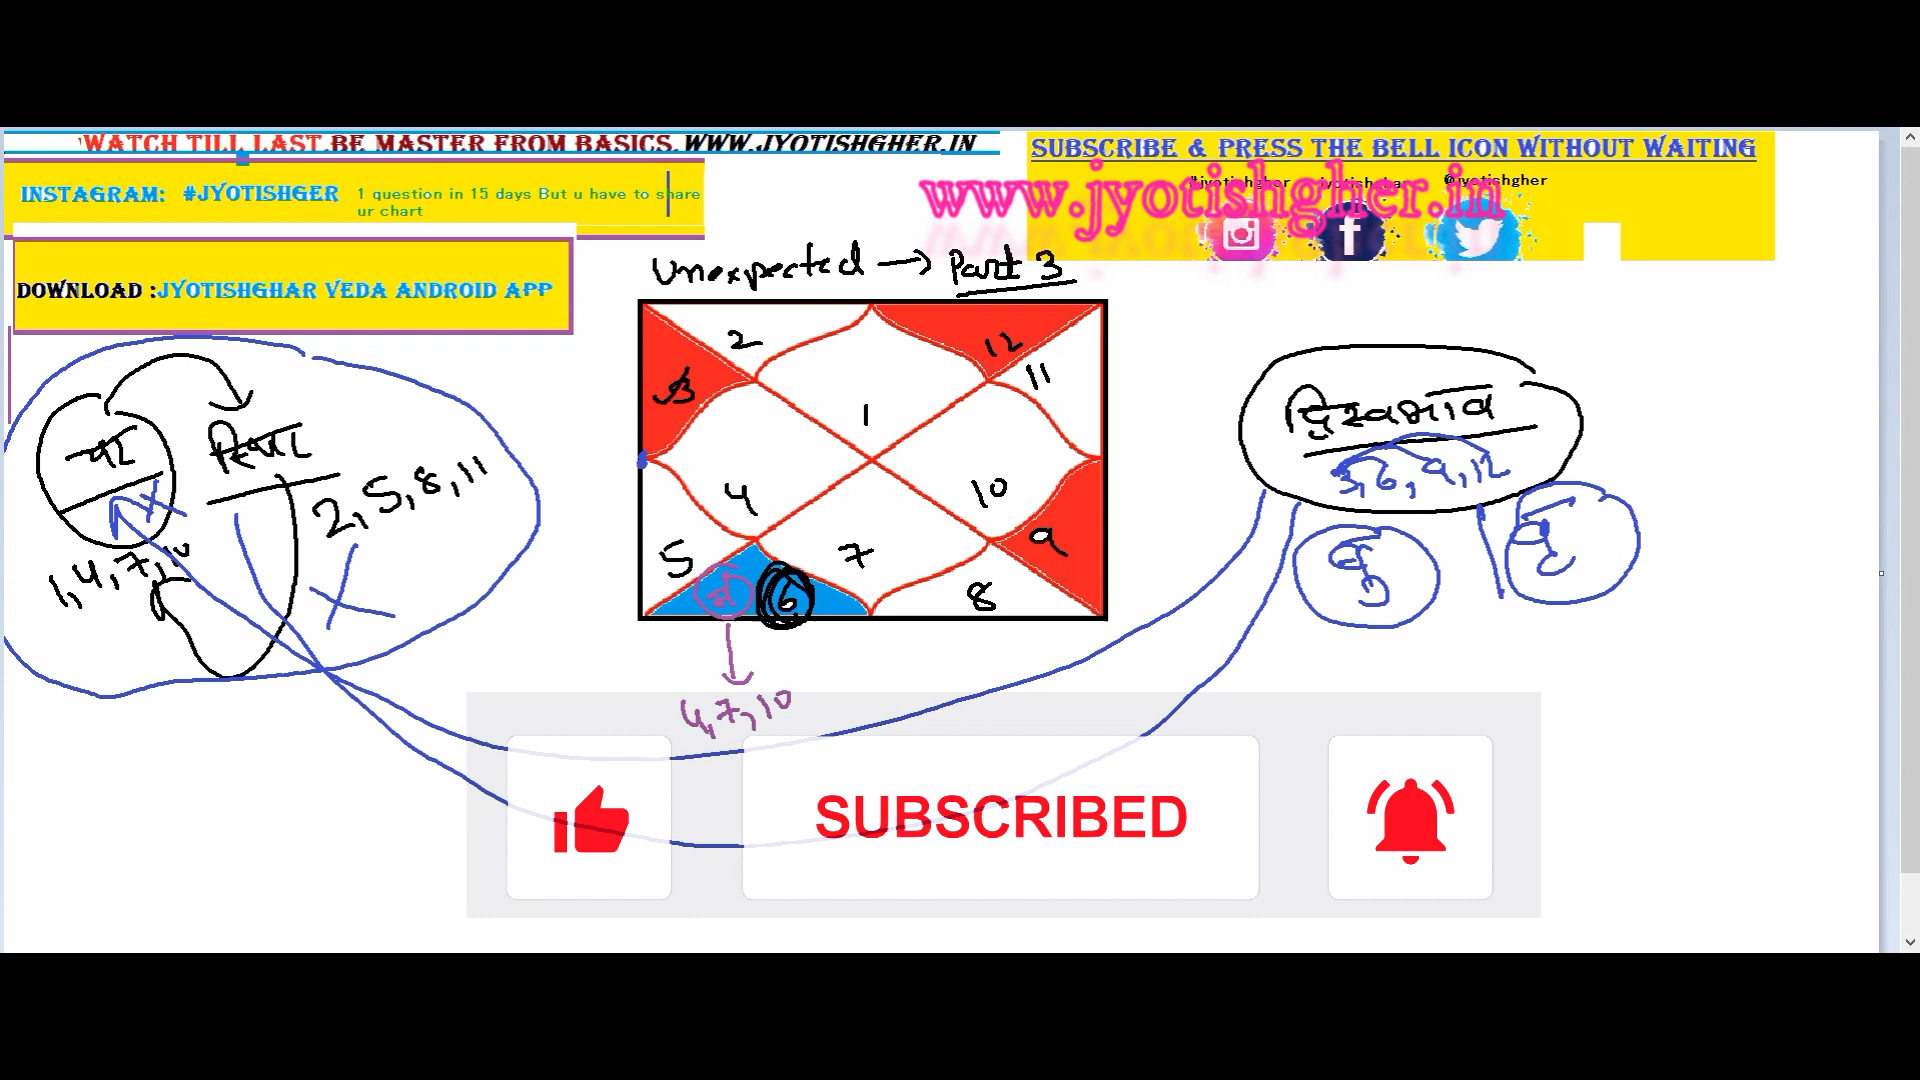 WATCH TILL LAST.BE MASTER FROM BASICS.WWW.JYOTISHGHER.IN
SUBSCRIBE & PRESS THE BELL ICON WITHOUT WAITING
INSTAGRAM: #JYOTISHGER 1 question in 15 days But u have to share
ur chart
#jyotishgher @jyotishgher
www.jyotishgher.in
DOWNLOAD :JYOTISHGHAR VEDA ANDROID APP
Unexpected → Part 3
2
12
3
11
1
चर
स्थिर
द्विस्वभाव
3,6,9,12
2,5,8,11
1,4,7,10
4
10
5
7
9
मं
6
8
4,7,10
SUBSCRIBED